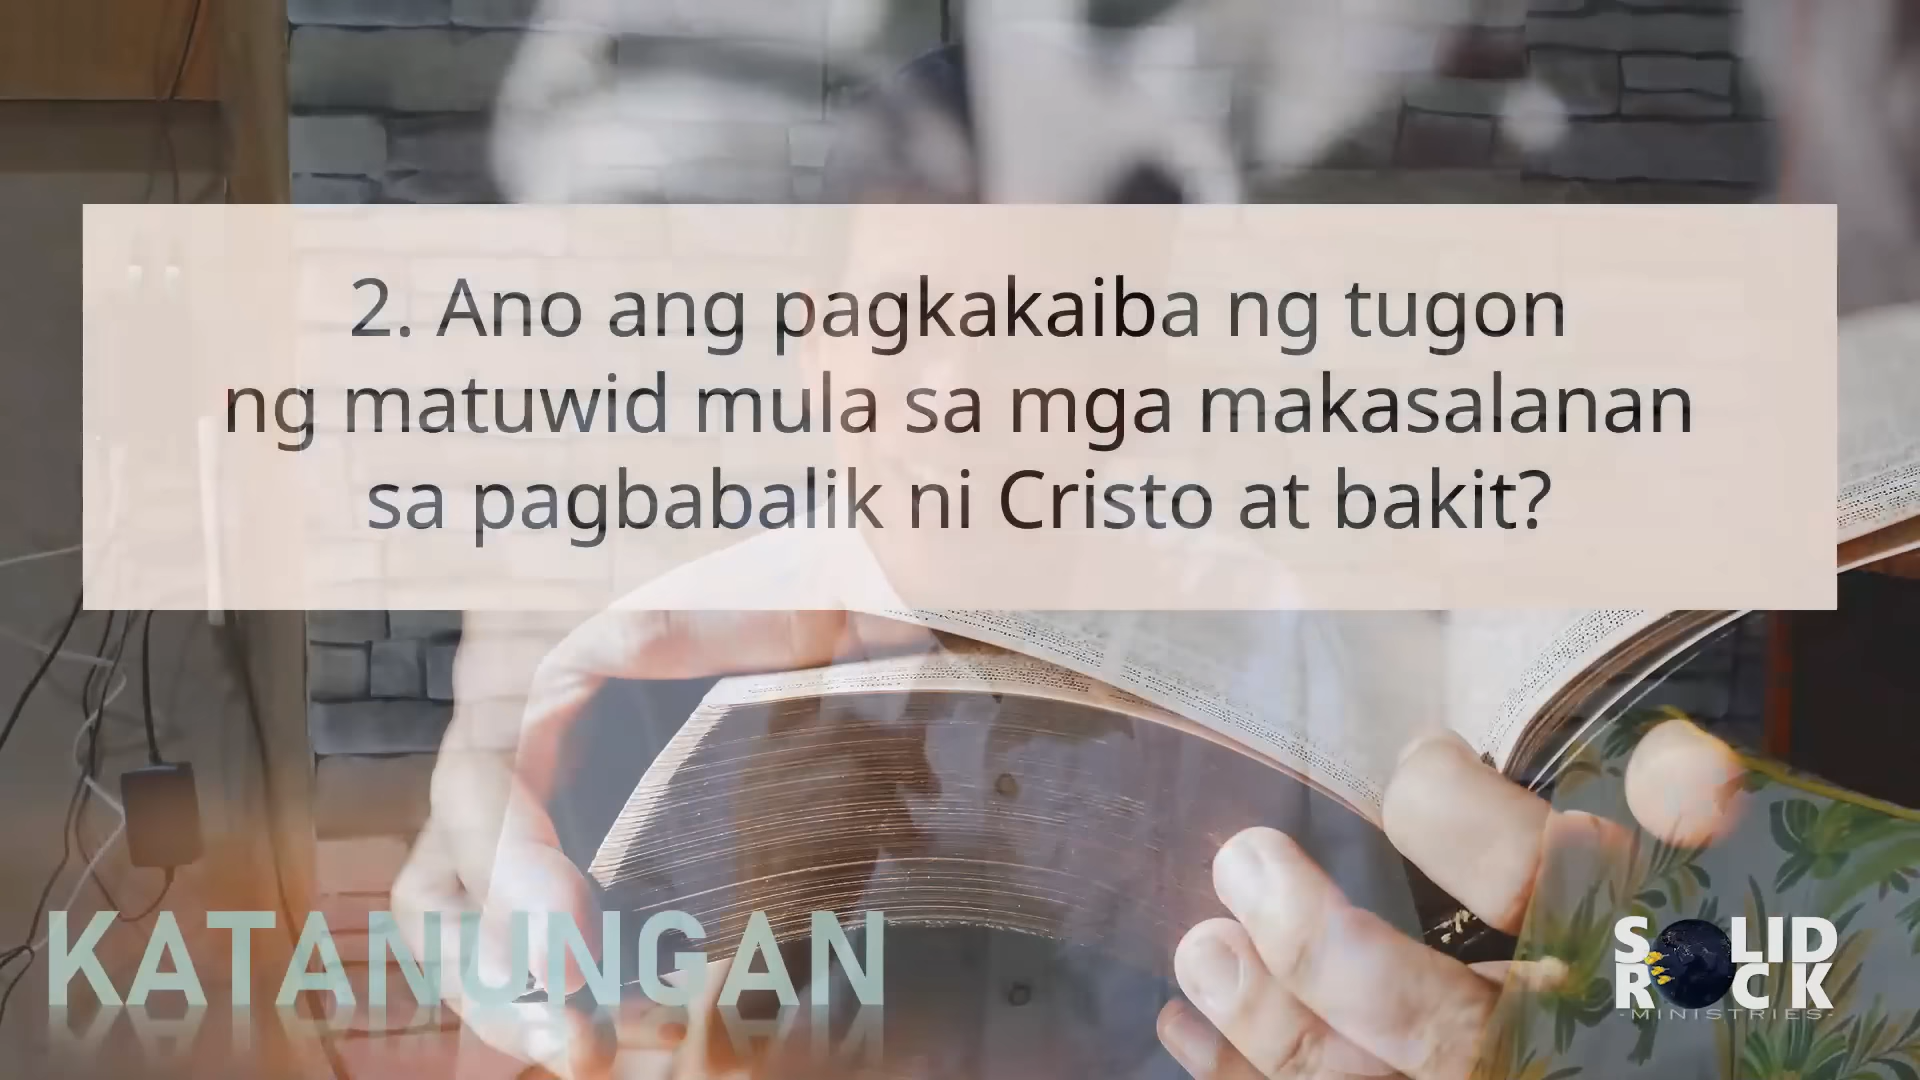 2. Ano ang pagkakaiba ng tugon
ng matuwid mula sa mga makasalanan
sa pagbabalik ni Cristo at bakit?
KATANUNGAN
SOLID
ROCK
-MINISTRIES-